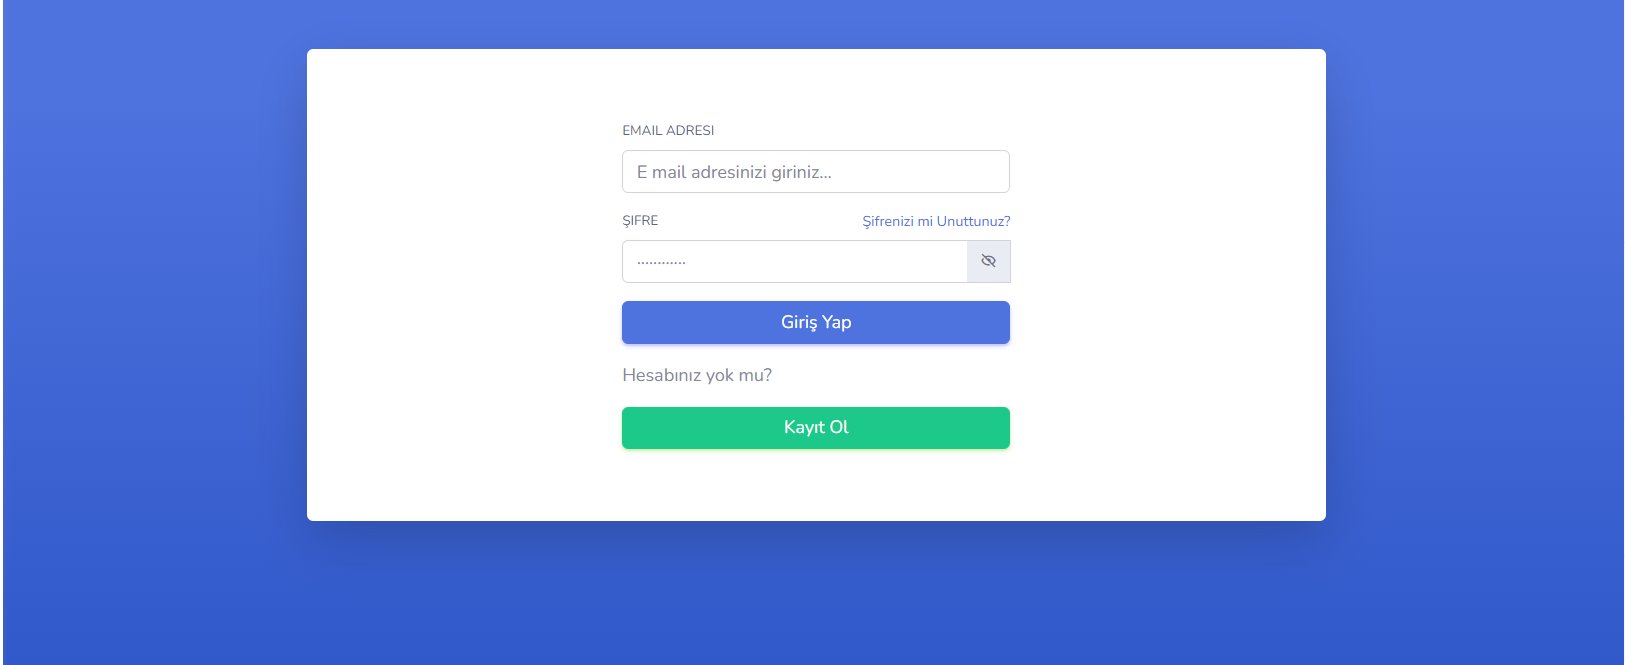 EMAIL ADRESI
E mail adresinizi giriniz...
ŞIFRE Şifrenizi mi Unuttunuz?
············
Giriş Yap
Hesabınız yok mu?
Kayıt Ol